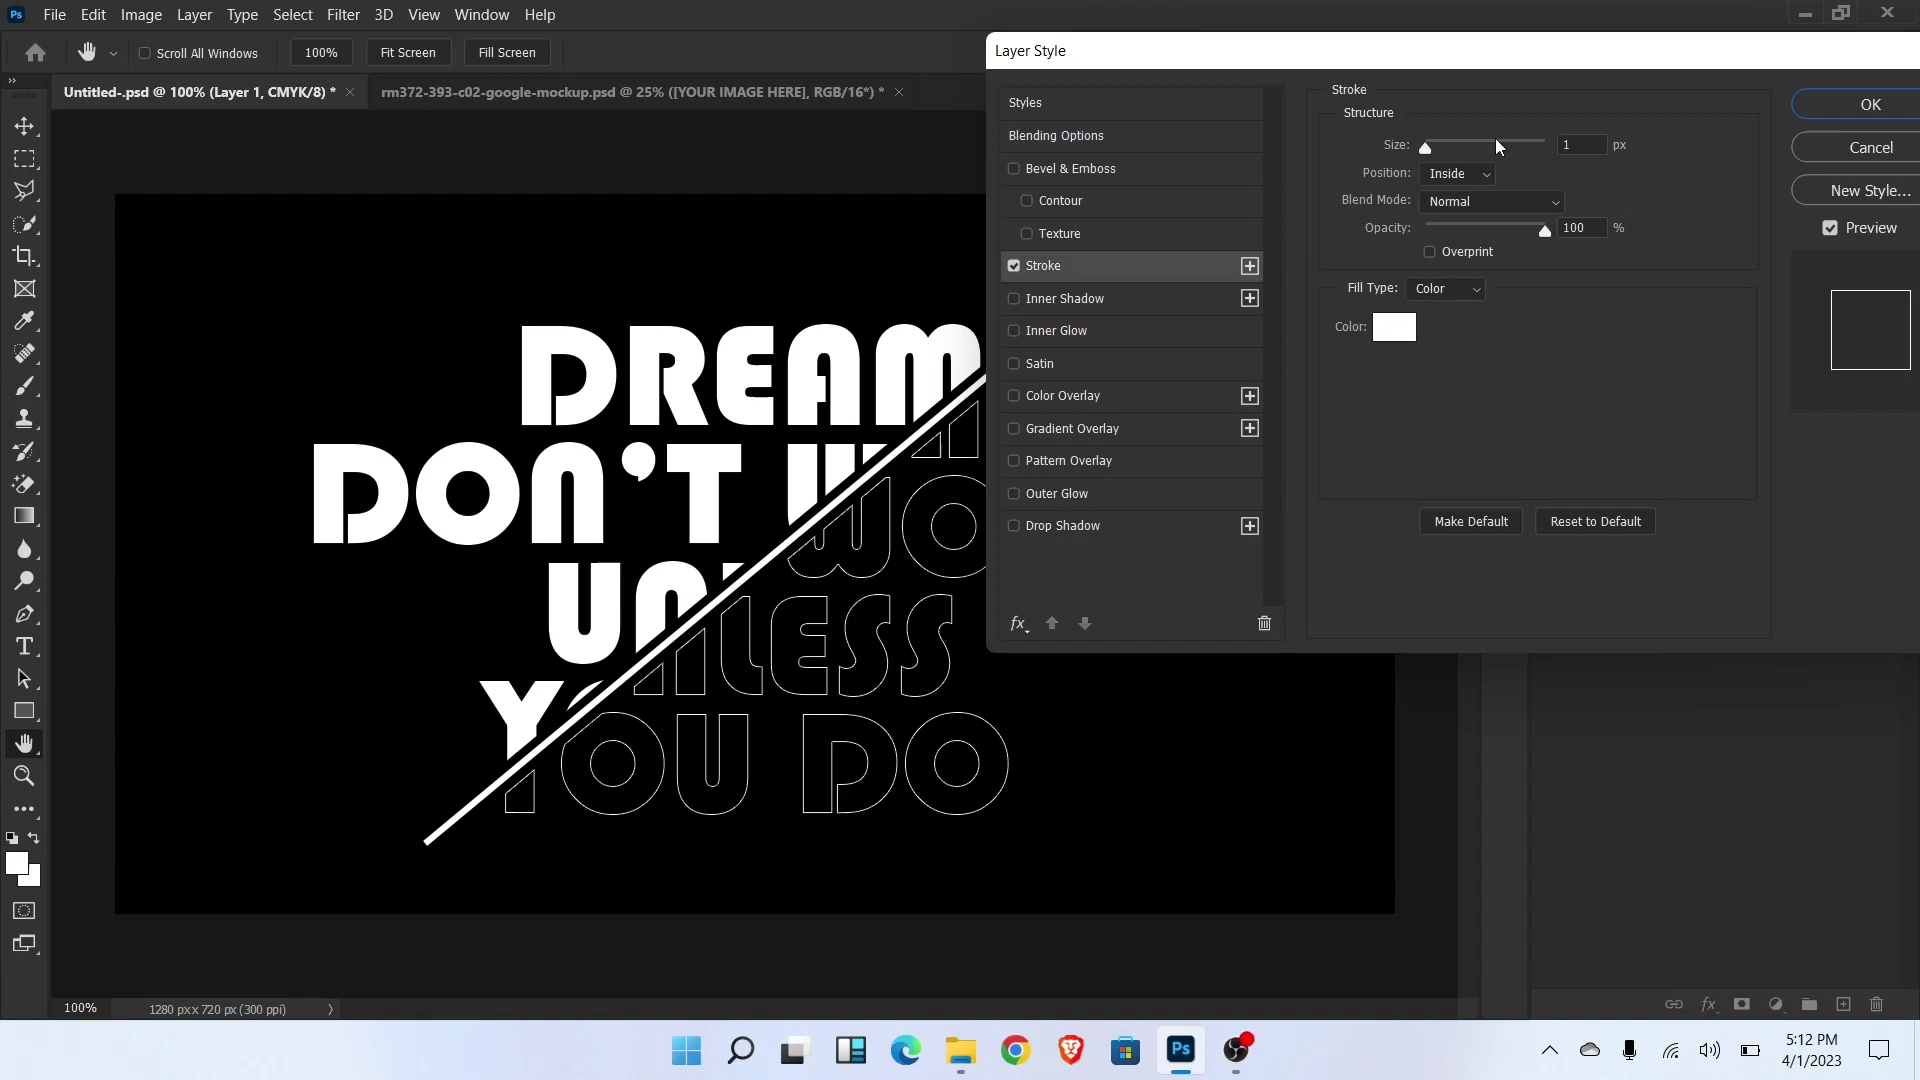 Ps File Edit Image Layer Type Select Filter 3D View Window Help
Scroll All Windows 100% Fit Screen Fill Screen
Untitled-.psd @ 100% (Layer 1, CMYK/8) *
rm372-393-c02-google-mockup.psd @ 25% ([YOUR IMAGE HERE], RGB/16*) *
Layer Style
Styles
Blending Options
Bevel & Emboss
Contour
Texture
Stroke
Inner Shadow
Inner Glow
Satin
Color Overlay
Gradient Overlay
Pattern Overlay
Outer Glow
Drop Shadow
fx
Stroke
Structure
Size: 1 px
Position: Inside
Blend Mode: Normal
Opacity: 100 %
Overprint
Fill Type: Color
Color:
Make Default Reset to Default
OK
Cancel
New Style...
Preview
DREAM
DON'T W
WO
UNLESS
YOU DO
100% 1280 px x 720 px (300 ppi)
fx
Ps
5:12 PM
4/1/2023